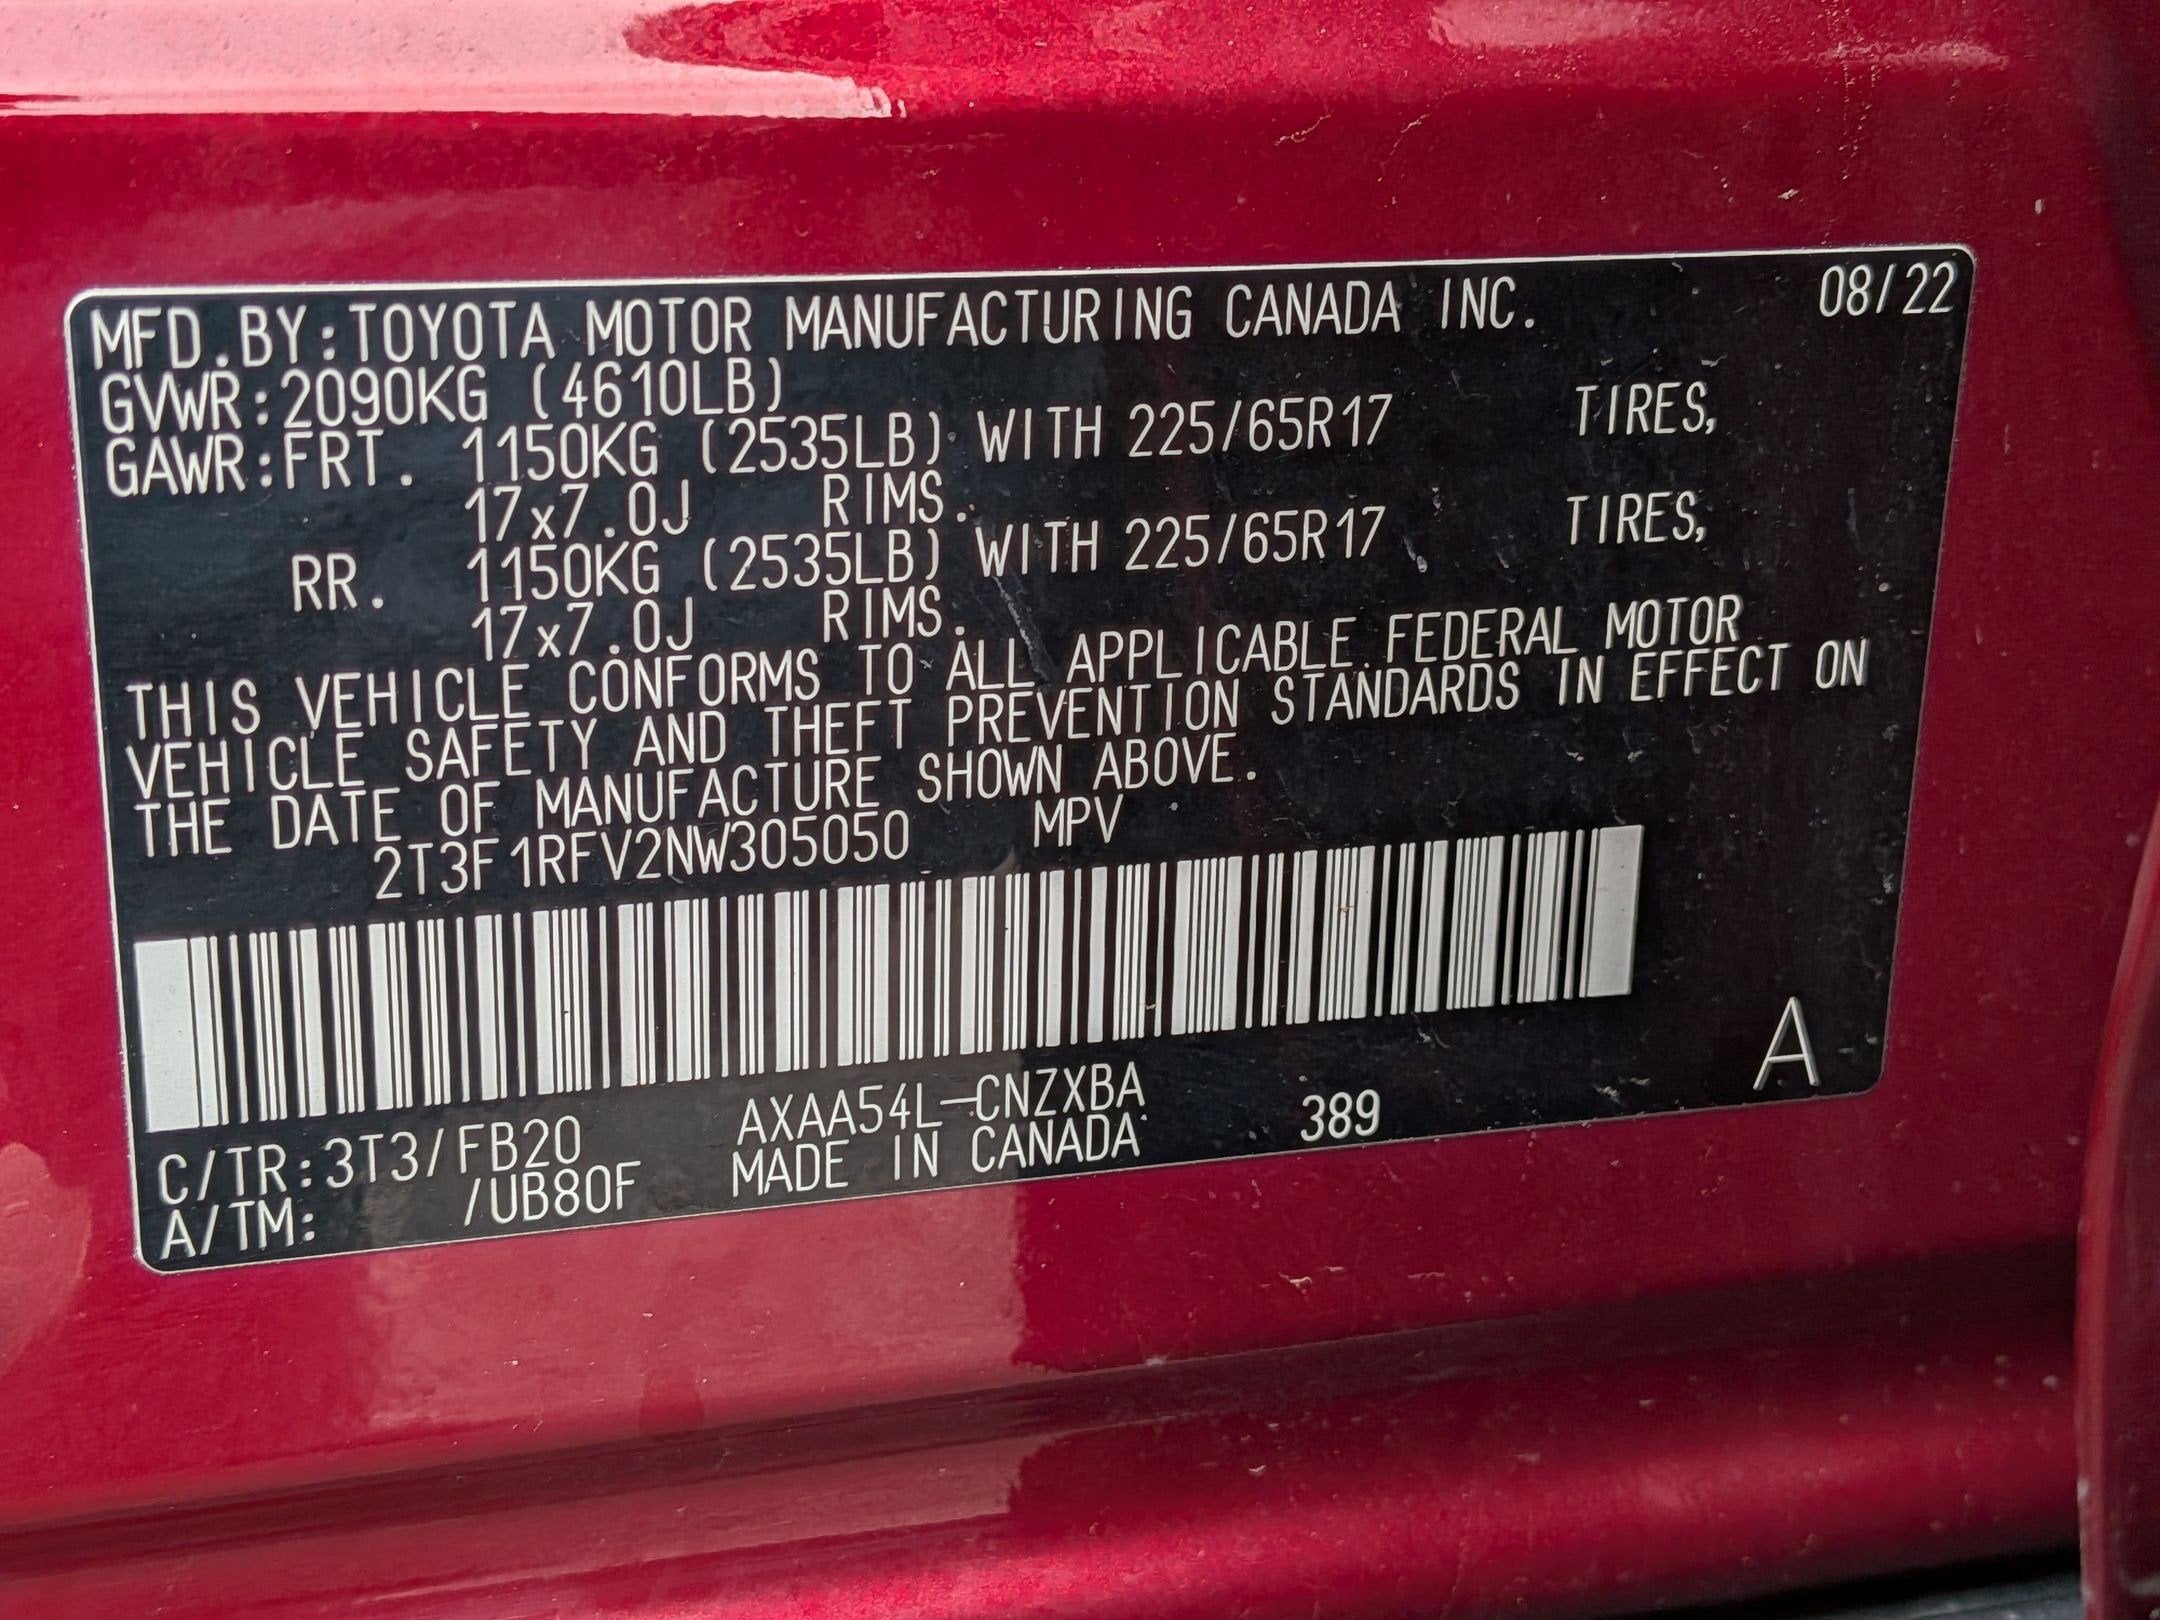 MFD.BY:TOYOTA MOTOR MANUFACTURING CANADA INC. 08/22
GVWR:2090KG (4610LB)
GAWR:FRT. 1150KG (2535LB) WITH 225/65R17 TIRES,
17x7.0J RIMS.
RR. 1150KG (2535LB) WITH 225/65R17 TIRES,
17x7.0J RIMS.
THIS VEHICLE CONFORMS TO ALL APPLICABLE FEDERAL MOTOR
VEHICLE SAFETY AND THEFT PREVENTION STANDARDS IN EFFECT ON
THE DATE OF MANUFACTURE SHOWN ABOVE.
2T3F1RFV2NW305050 MPV
A
C/TR:3T3/FB20 AXAA54L-CNZXBA 389
A/TM: /UB80F MADE IN CANADA